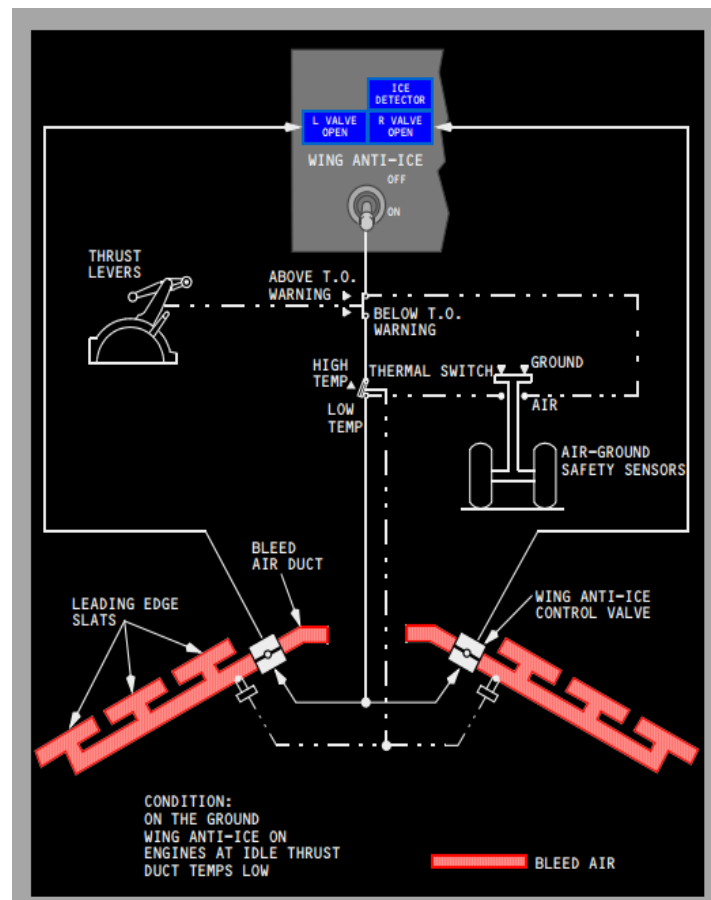 ICE
DETECTOR
L VALVE
OPEN
R VALVE
OPEN
WING ANTI-ICE
OFF
ON
THRUST
LEVERS
ABOVE T.O.
WARNING
BELOW T.O.
WARNING
HIGH
TEMP
THERMAL SWITCH
GROUND
LOW
TEMP
AIR
AIR-GROUND
SAFETY SENSORS
BLEED
AIR DUCT
LEADING EDGE
SLATS
WING ANTI-ICE
CONTROL VALVE
CONDITION:
ON THE GROUND
WING ANTI-ICE ON
ENGINES AT IDLE THRUST
DUCT TEMPS LOW
BLEED AIR